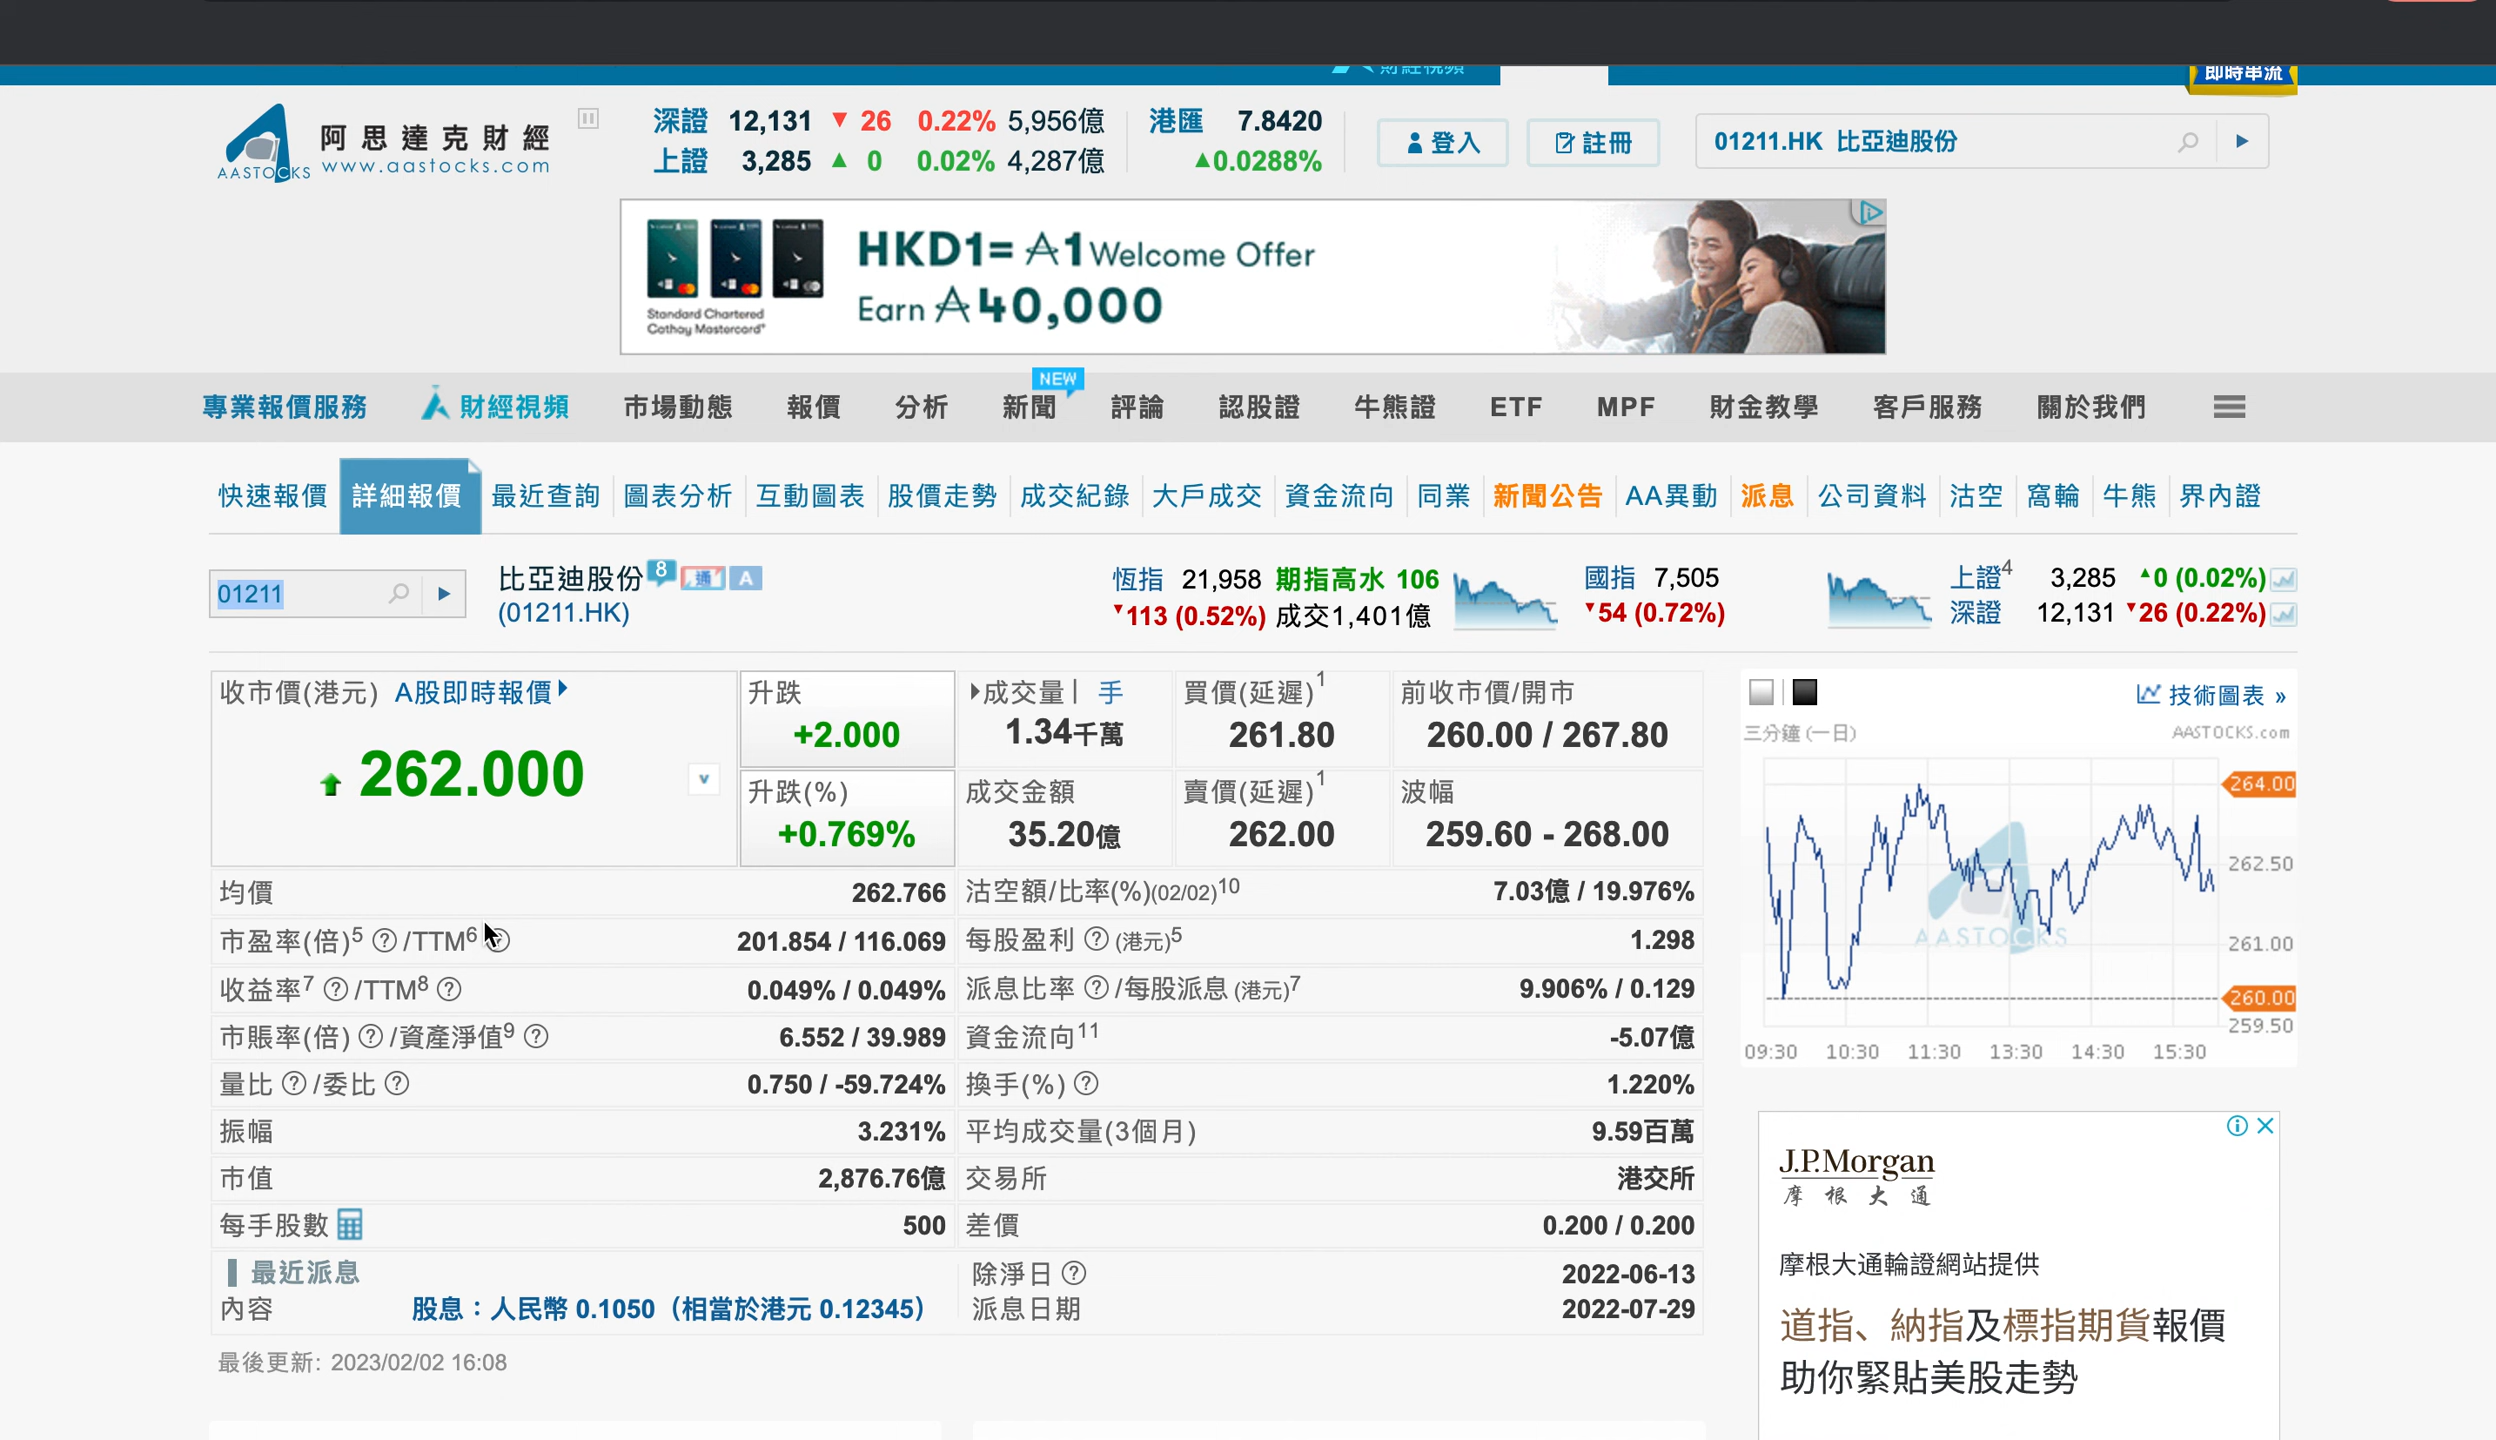 即時串流
深證 12,131 ▼ 26 0.22% 5,956億
上證 3,285 ▲ 0 0.02% 4,287億
港匯 7.8420
▲0.0288%
登入
註冊
01211.HK 比亞迪股份
阿思達克財經
AASTOCKS www.aastocks.com
HKD1= 1 Welcome Offer
Earn 40,000
Standard Chartered
Cathay Mastercard®
NEW
專業報價服務 財經視頻 市場動態 報價 分析 新聞 評論 認股證 牛熊證 ETF MPF 財金教學 客戶服務 關於我們
快速報價 詳細報價 最近查詢 圖表分析 互動圖表 股價走勢 成交紀錄 大戶成交 資金流向 同業 新聞公告 AA異動 派息 公司資料 沽空 窩輪 牛熊 界內證
01211
比亞迪股份 8 通 A
(01211.HK)
恆指 21,958 期指高水 106
▼113 (0.52%) 成交1,401億
國指 7,505
▼54 (0.72%)
上證4 3,285 ▲0 (0.02%)
深證 12,131 ▼26 (0.22%)
收市價(港元) A股即時報價
262.000
升跌
+2.000
升跌(%)
+0.769%
成交量 | 手
1.34千萬
成交金額
35.20億
買價(延遲)1
261.80
賣價(延遲)1
262.00
前收市價/開市
260.00 / 267.80
波幅
259.60 - 268.00
均價 262.766 沽空額/比率(%)(02/02)10 7.03億 / 19.976%
市盈率(倍)5 ? /TTM6 201.854 / 116.069 每股盈利 ? (港元)5 1.298
收益率7 ? /TTM8 ? 0.049% / 0.049% 派息比率 ? /每股派息 (港元)7 9.906% / 0.129
市賬率(倍) ? /資產淨值9 ? 6.552 / 39.989 資金流向11 -5.07億
量比 ? /委比 ? 0.750 / -59.724% 換手(%) ? 1.220%
振幅 3.231% 平均成交量(3個月) 9.59百萬
市值 2,876.76億 交易所 港交所
每手股數 500 差價 0.200 / 0.200
最近派息 除淨日 ? 2022-06-13
內容 股息：人民幣 0.1050（相當於港元 0.12345） 派息日期 2022-07-29
最後更新: 2023/02/02 16:08
技術圖表 »
三分鐘 (一日) AASTOCKS.com
264.00
262.50
261.00
260.00
259.50
AASTOCKS
09:30 10:30 11:30 13:30 14:30 15:30
J.P.Morgan
摩根大通
摩根大通輪證網站提供
道指、納指及標指期貨報價
助你緊貼美股走勢